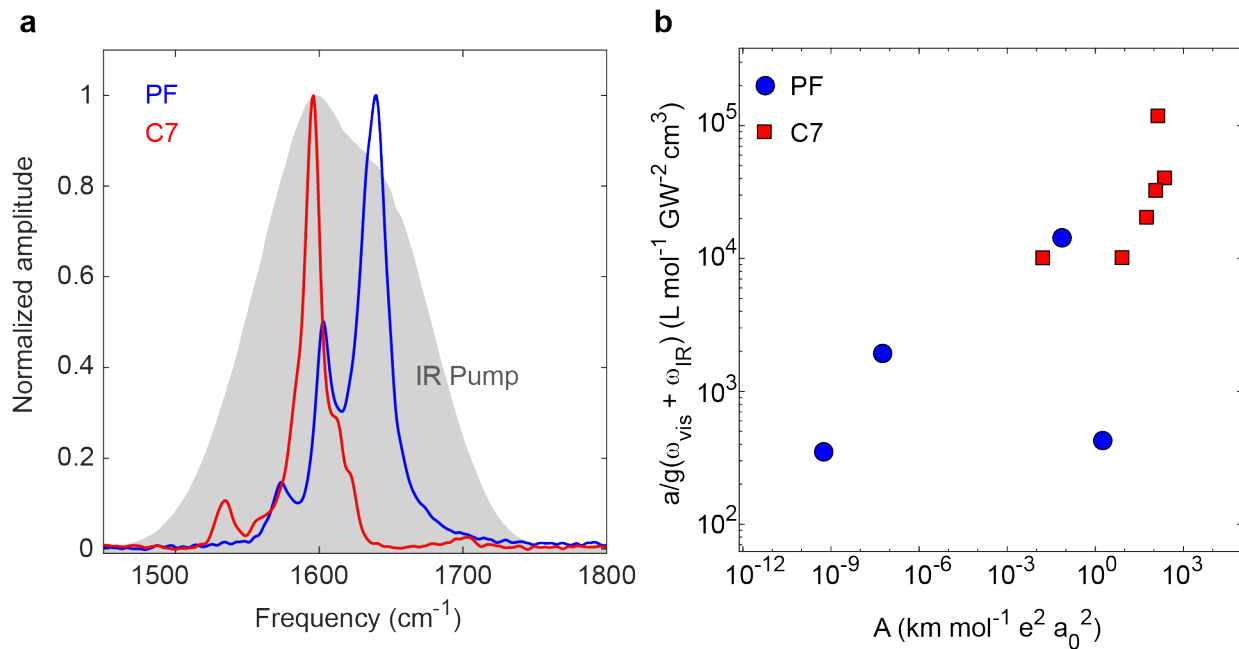 a
PF
C7
IR Pump
Normalized amplitude
1
0.8
0.6
0.4
0.2
0
1500
1600
1700
1800
Frequency (cm⁻¹)
b
PF
C7
a/g(ω_vis + ω_IR) (L mol⁻¹ GW⁻² cm³)
10⁵
10⁴
10³
10²
10⁻¹²
10⁻⁹
10⁻⁶
10⁻³
10⁰
10³
A (km mol⁻¹ e² a₀²)